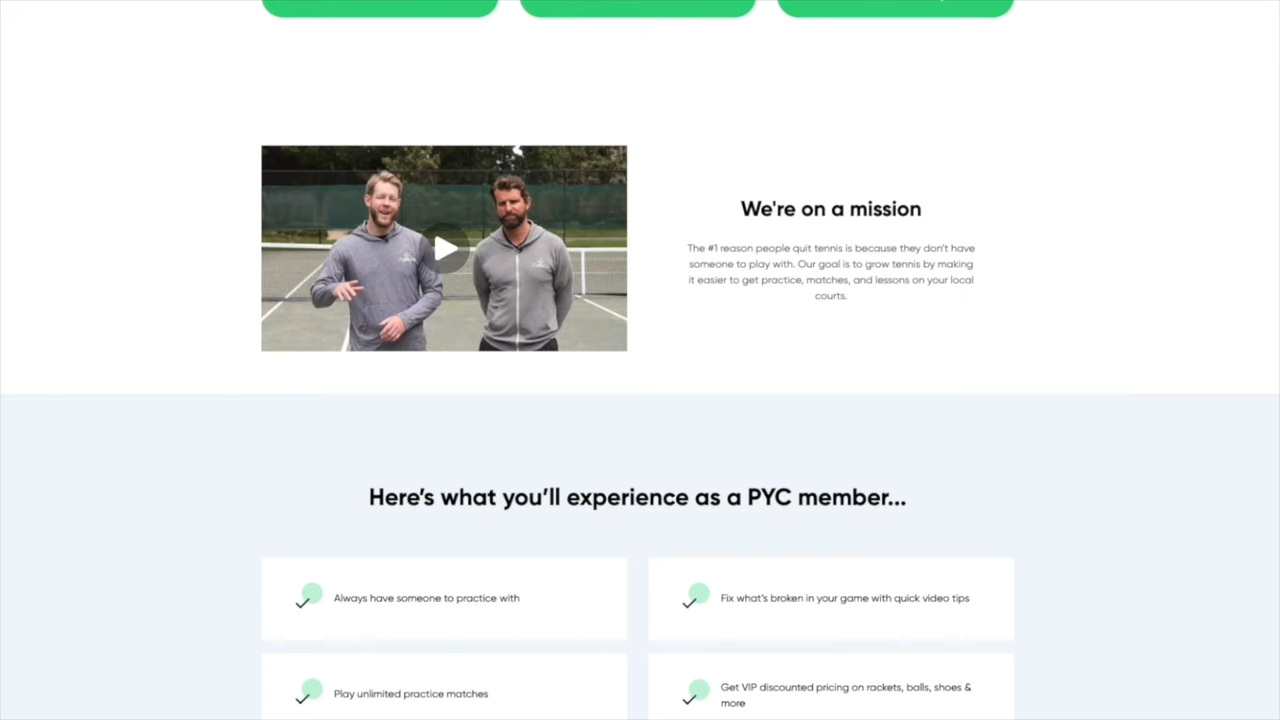 We're on a mission
The #1 reason people quit tennis is because they don't have
someone to play with. Our goal is to grow tennis by making
it easier to get practice, matches, and lessons on your local
courts.
Here's what you'll experience as a PYC member...
Always have someone to practice with
Fix what's broken in your game with quick video tips
Play unlimited practice matches
Get VIP discounted pricing on rackets, balls, shoes &
more